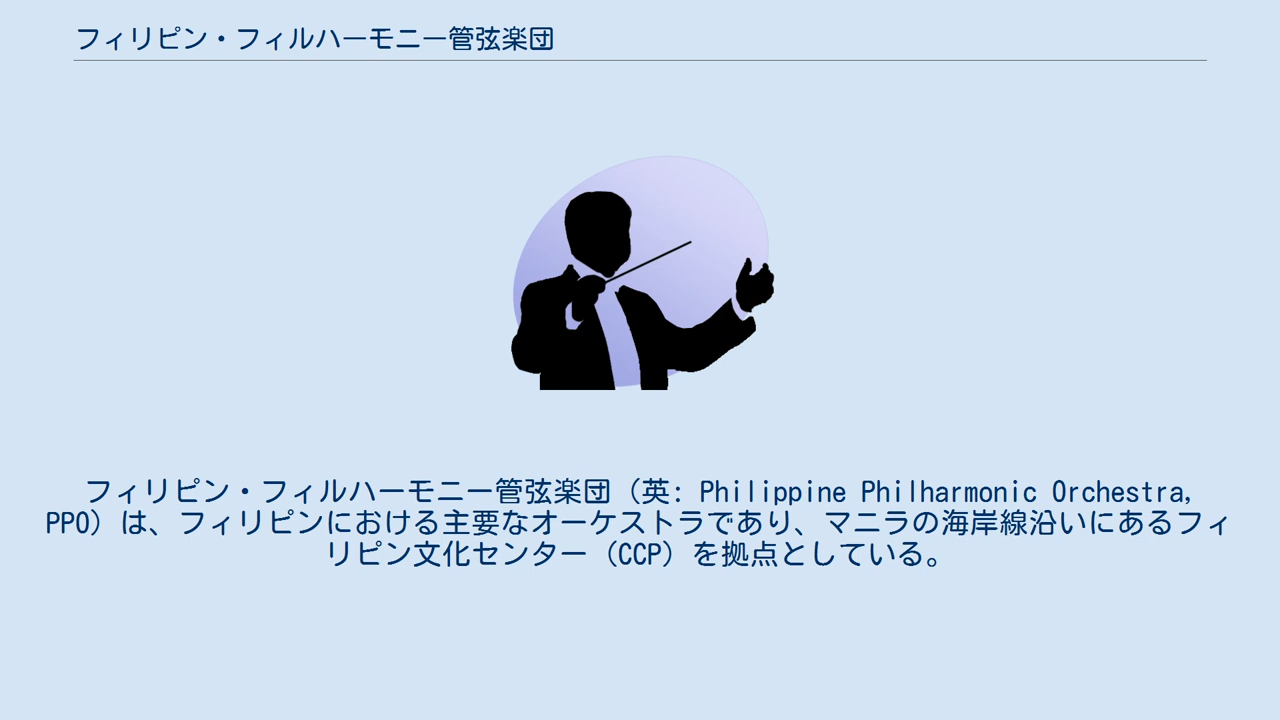 フィリピン・フィルハーモニー管弦楽団
フィリピン・フィルハーモニー管弦楽団（英: Philippine Philharmonic Orchestra,
PPO）は、フィリピンにおける主要なオーケストラであり、マニラの海岸線沿いにあるフィ
リピン文化センター（CCP）を拠点としている。